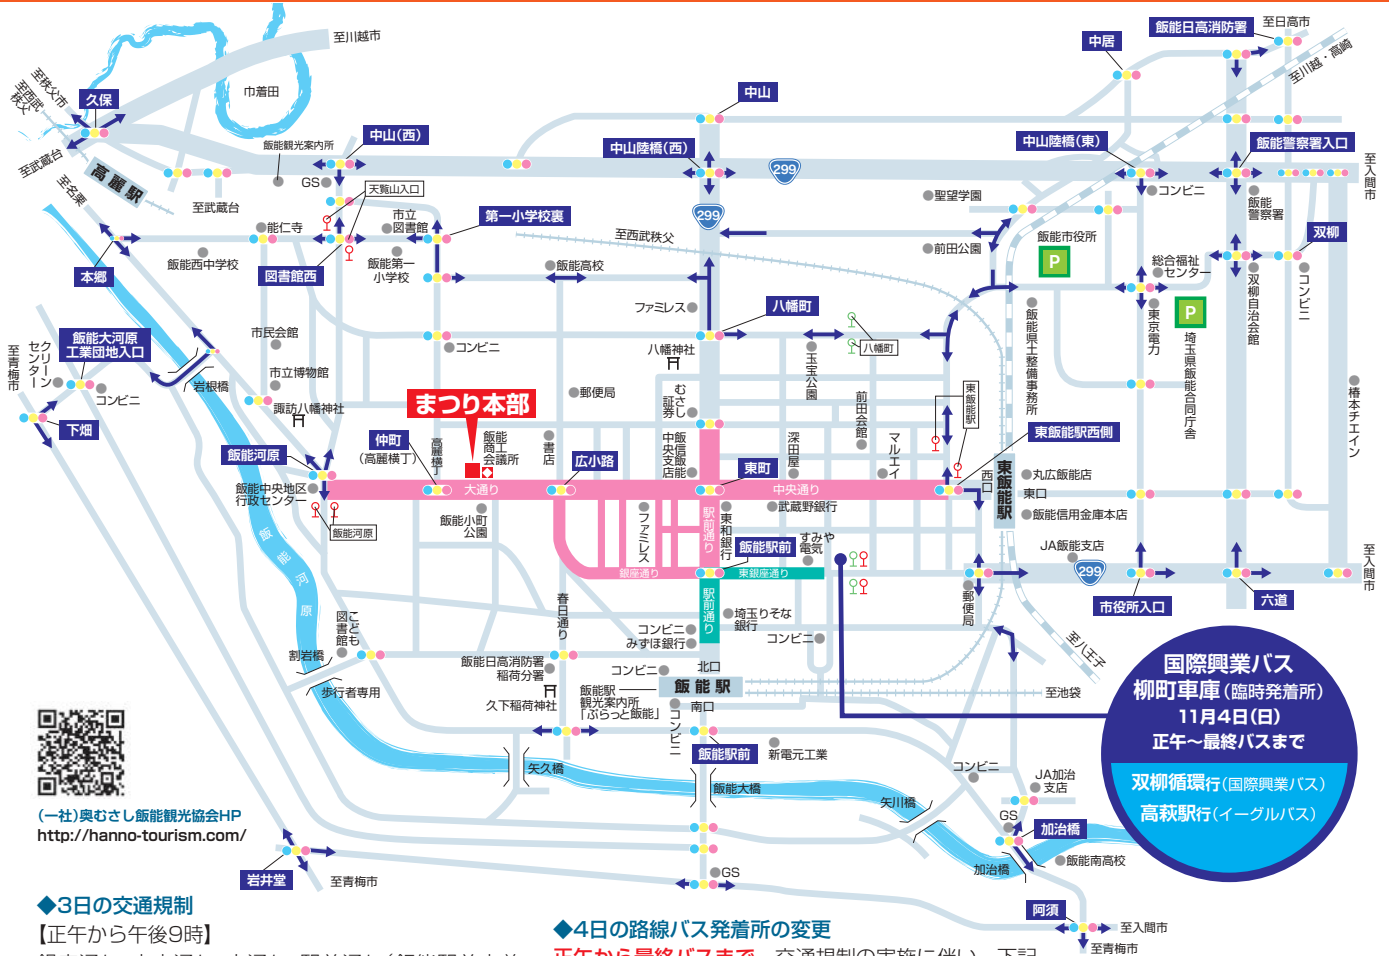 至川越市
至秩父市
至西武秩父
久保
巾着田
至武蔵台
高麗駅
飯能観光案内所
中山(西)
GS
天覧山入口
至武蔵台
至名栗
能仁寺
市立図書館
第一小学校裏
本郷
飯能西中学校
図書館西
飯能第一小学校
飯能高校
至西武秩父
中山
中山陸橋(西)
299
299
ファミレス
八幡町
八幡神社
八幡町
玉宝公園
中居
飯能日高消防署
至日高市
至川越・高崎
中山陸橋(東)
飯能警察署入口
至入間市
コンビニ
飯能警察署
聖望学園
前田公園
飯能市役所
P
双柳
総合福祉センター
コンビニ
双柳自治会館
東京電力
P
埼玉県飯能合同庁舎
飯能県土整備事務所
椿本チエイン
飯能大河原工業団地入口
クリーンセンター
至青梅市
コンビニ
下畑
市民会館
市立博物館
岩根橋
諏訪八幡神社
コンビニ
郵便局
むさし証券
まつり本部
飯能河原
飯能中央地区行政センター
飯能河原
仲町
(高麗横丁)
高麗横丁
飯能商工会議所
書店
広小路
飯能信金中央支店
東町
深田屋
前田会館
マルエイ
東飯能駅
東飯能駅西側
西口
東飯能駅
丸広飯能店
東口
飯能信用金庫本店
大通り
中央通り
飯能小町公園
ファミレス
駅前通り
東和銀行
武蔵野銀行
すみや電気
飯能駅前
銀座通り
東銀座通り
駅前通り
JA飯能支店
299
至入間市
郵便局
市役所入口
六道
飯能河原
割岩橋
こども図書館
歩行者専用
春日通り
飯能日高消防署稲荷分署
久下稲荷神社
コンビニ
みずほ銀行
埼玉りそな銀行
コンビニ
コンビニ
北口
飯能駅
南口
飯能駅観光案内所「ぷらっと飯能」
コンビニ
飯能駅前
新電元工業
至池袋
至八王子
国際興業バス
柳町車庫(臨時発着所)
11月4日(日)
正午〜最終バスまで
双柳循環行(国際興業バス)
高萩駅行(イーグルバス)
矢久橋
飯能大橋
矢川橋
コンビニ
JA加治支店
GS
加治橋
加治橋
飯能南高校
(一社)奥むさし飯能観光協会HP
http://hanno-tourism.com/
岩井堂
至青梅市
GS
阿須
至入間市
至青梅市
◆3日の交通規制
【正午から午後9時】
◆4日の路線バス発着所の変更
正午から最終バスまで、交通規制の実施に伴い、下記